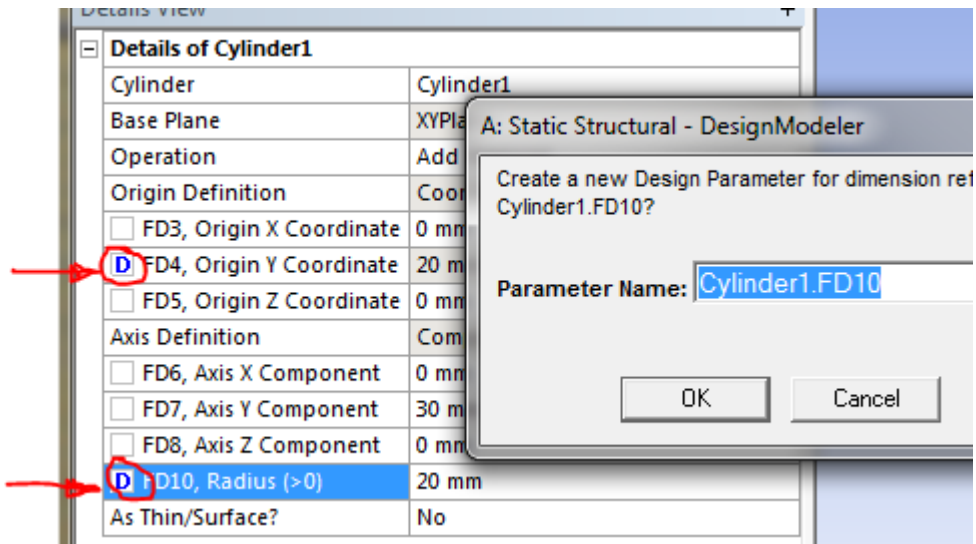 Details View
Details of Cylinder1
Cylinder Cylinder1
Base Plane
Operation Add
Origin Definition
FD3, Origin X Coordinate 0 mm
D FD4, Origin Y Coordinate 20 m
FD5, Origin Z Coordinate 0 mm
Axis Definition Com
FD6, Axis X Component 0 mm
FD7, Axis Y Component 30 m
FD8, Axis Z Component 0 mm
D FD10, Radius (>0) 20 mm
As Thin/Surface? No
A: Static Structural - DesignModeler
Create a new Design Parameter for dimension ref
Cylinder1.FD10?
Parameter Name: Cylinder1.FD10
OK Cancel